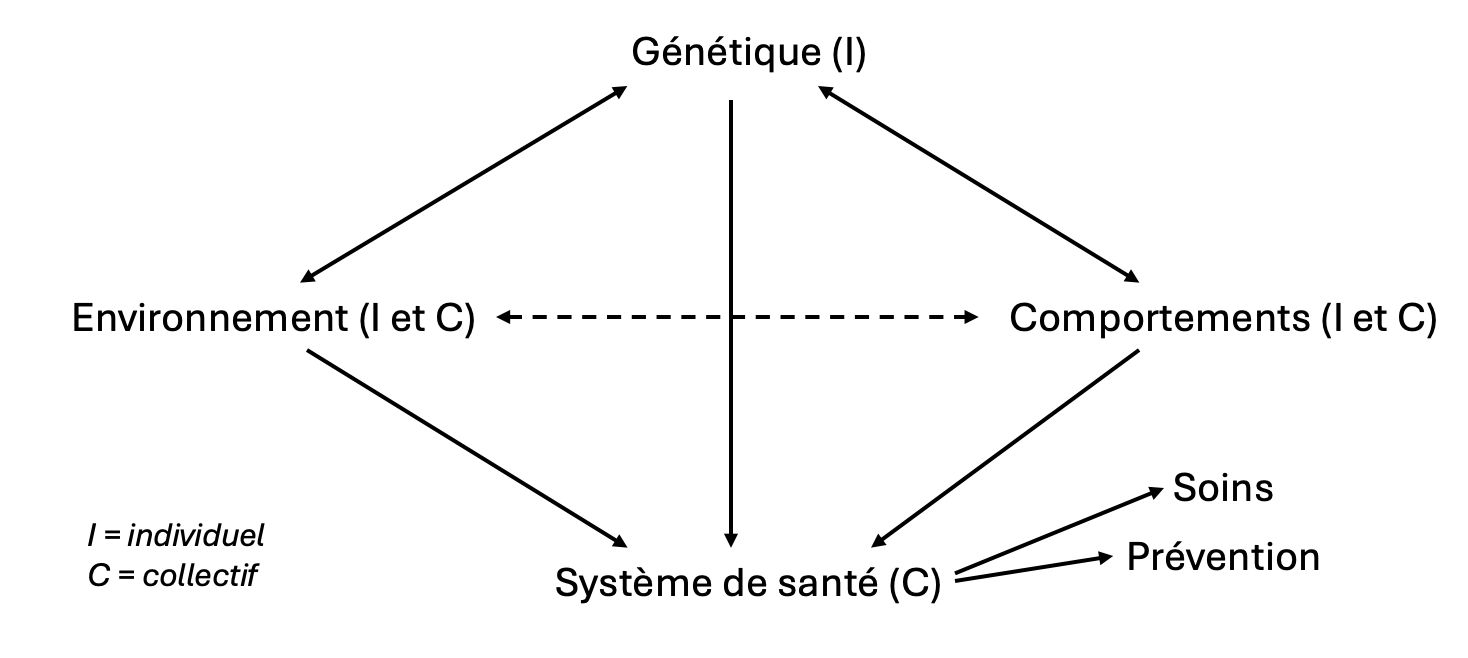 Génétique (I)
Environnement (I et C)
Comportements (I et C)
Soins
I = individuel
Prévention
C = collectif
Système de santé (C)